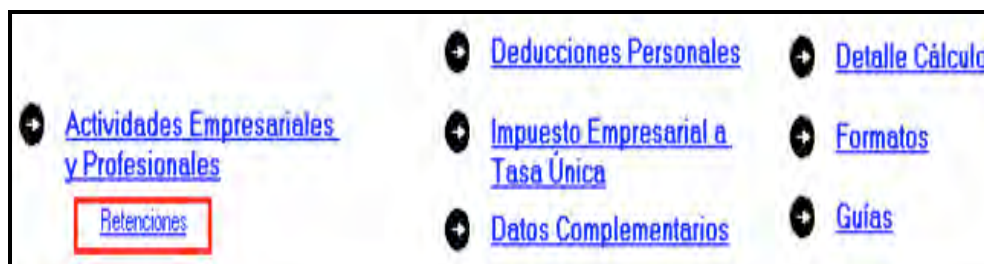 Actividades Empresariales
y Profesionales
Retenciones
Deducciones Personales
Impuesto Empresarial a
Tasa Única
Datos Complementarios
Detalle Cálculo
Formatos
Guías